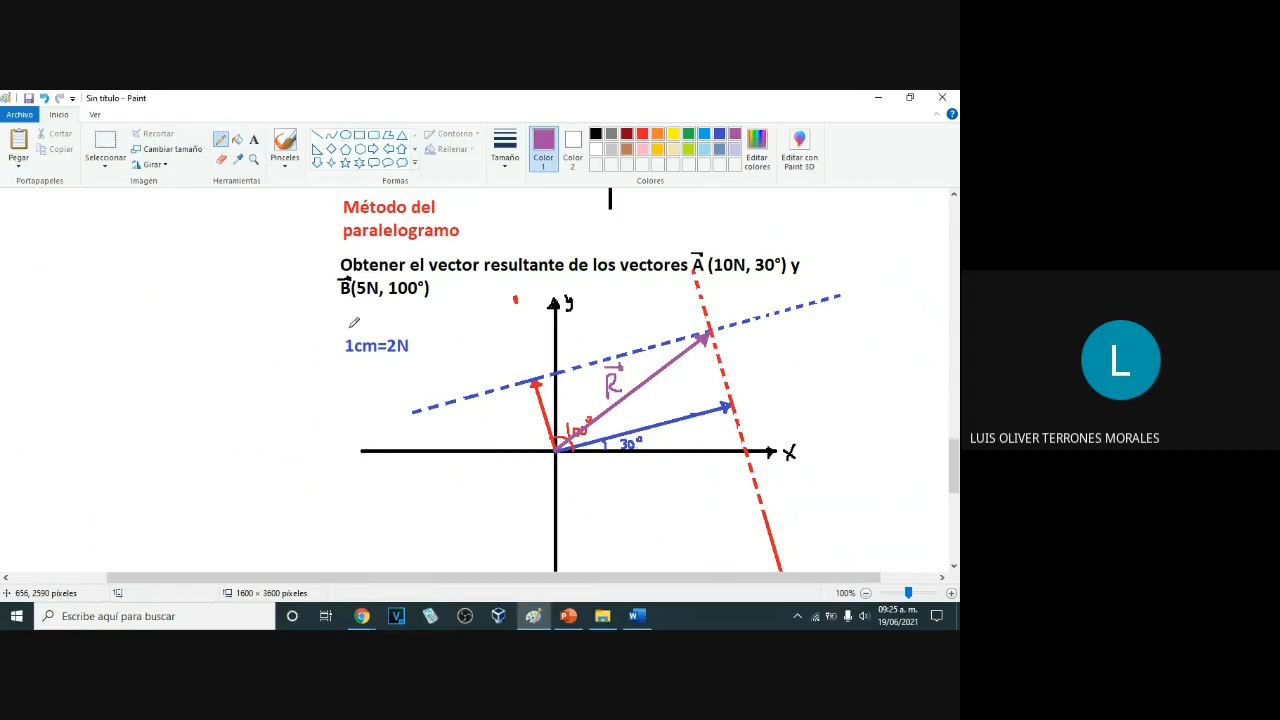 Sin título - Paint
Archivo Inicio Ver
Pegar
Cortar
Copiar
Portapapeles
Seleccionar
Recortar
Cambiar tamaño
Girar
Imagen
A
Herramientas
Pinceles
Contorno
Rellenar
Formas
Tamaño
Color 1
Color 2
Editar colores
Editar con Paint 3D
Colores
Método del
paralelogramo
Obtener el vector resultante de los vectores A (10N, 30°) y
B(5N, 100°)
1cm=2N
y
R
100°
30°
x
656, 2590 píxeles
1600 × 3600 píxeles
100%
Escribe aquí para buscar
09:25 a. m.
19/06/2021
L
LUIS OLIVER TERRONES MORALES